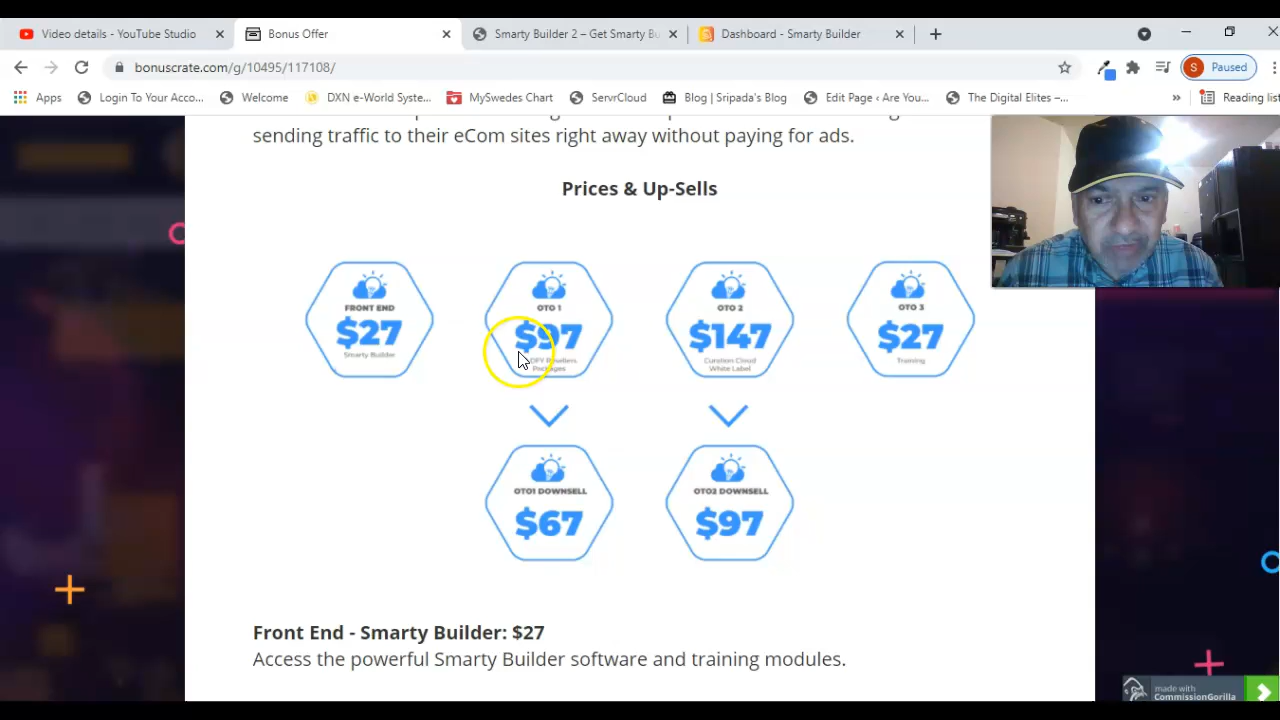 Video details - YouTube Studio
Bonus Offer
Smarty Builder 2 – Get Smarty Bu
Dashboard - Smarty Builder
bonuscrate.com/g/10495/117108/
S Paused
Apps
Login To Your Acco...
Welcome
DXN e-World Syste...
MySwedes Chart
ServrCloud
Blog | Sripada's Blog
Edit Page ‹ Are You...
The Digital Elites –...
»
Reading list
sending traffic to their eCom sites right away without paying for ads.
Prices & Up-Sells
FRONT END
$27
Smarty Builder
OTO 1
$97
DFY Resellers
Packages
OTO 2
$147
Curation Cloud
White Label
OTO 3
$27
Training
OTO1 DOWNSELL
$67
OTO2 DOWNSELL
$97
Front End - Smarty Builder: $27
Access the powerful Smarty Builder software and training modules.
made with
CommissionGorilla